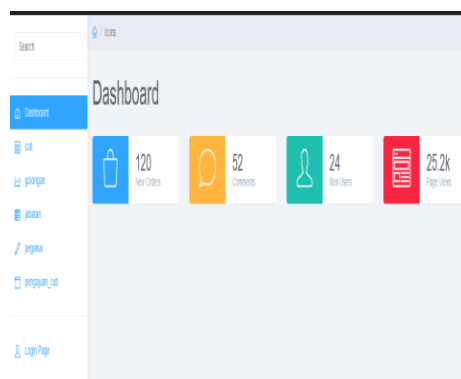 Search
Dashboard
cuti
golongan
jabatan
pegawai
pengajuan_cuti
Login Page
/ Icons
Dashboard
120
New Orders
52
Comments
24
New Users
25.2k
Page Views